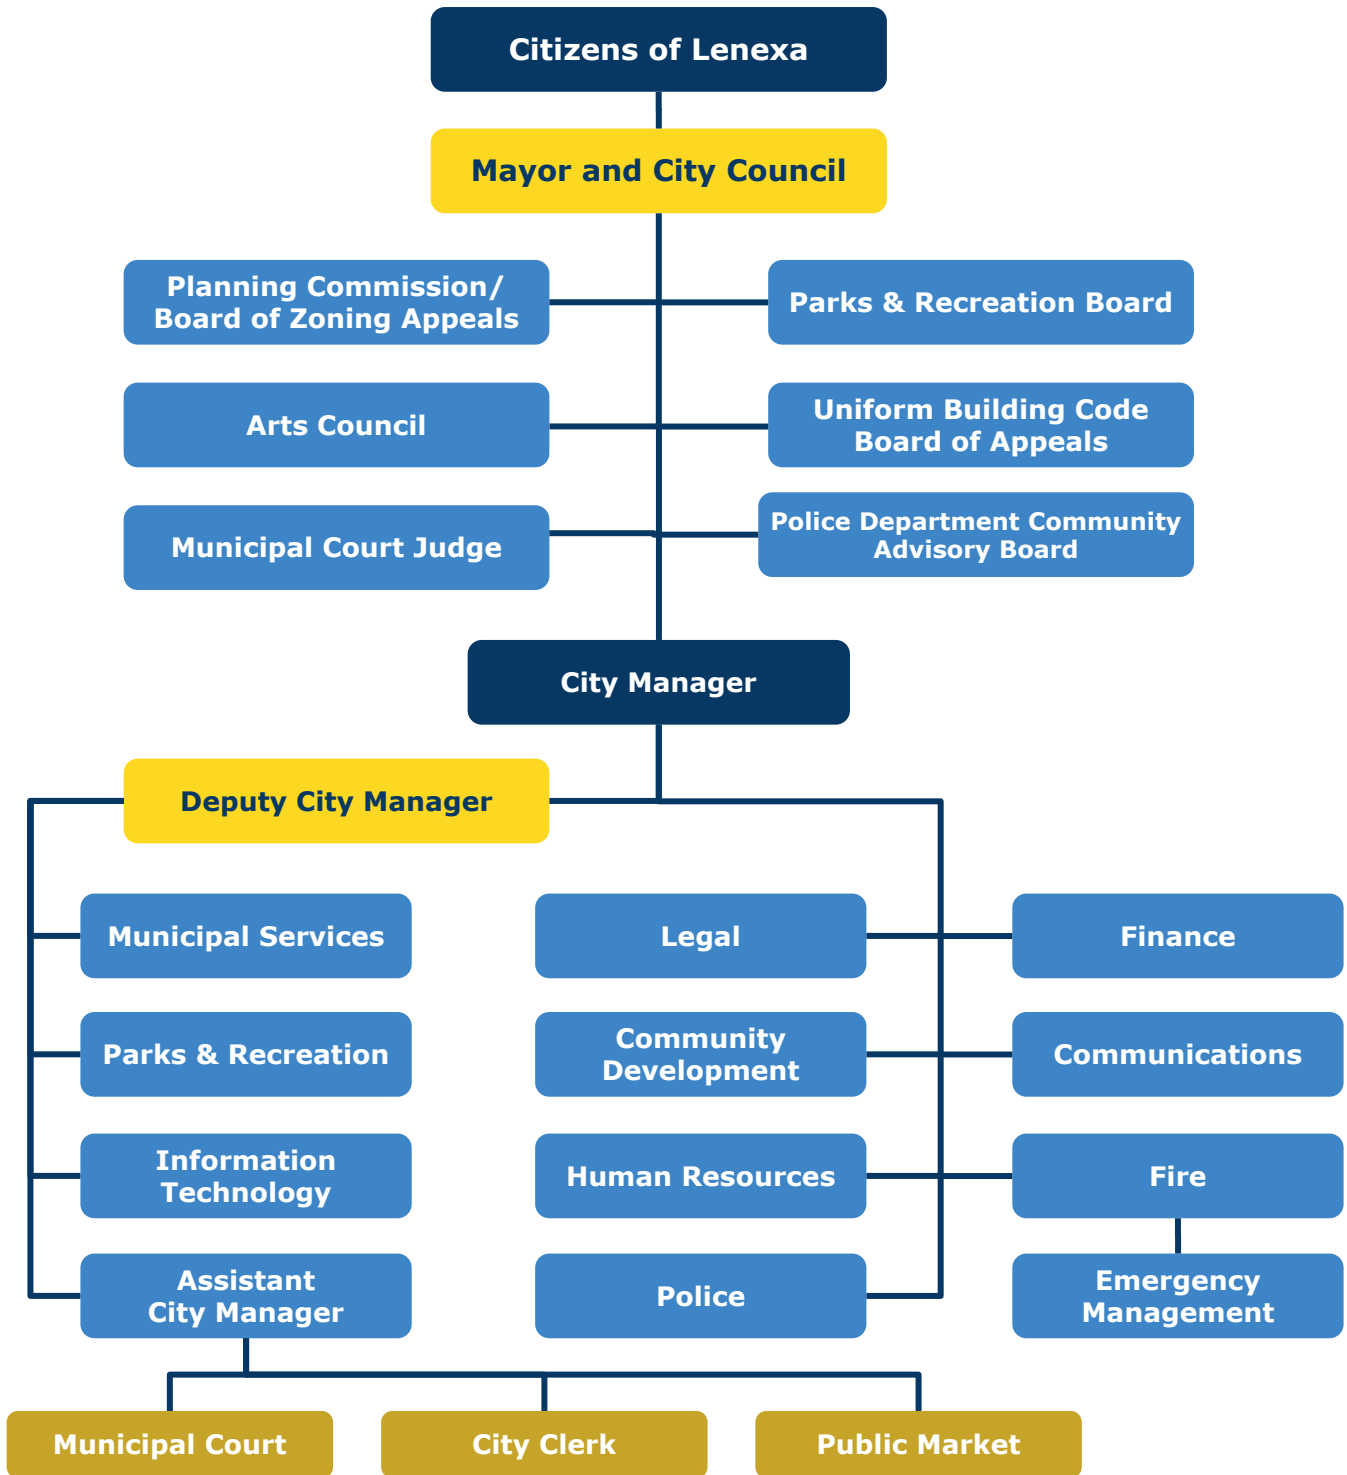 Citizens of Lenexa
Mayor and City Council
Planning Commission/
Board of Zoning Appeals
Parks & Recreation Board
Arts Council
Uniform Building Code
Board of Appeals
Municipal Court Judge
Police Department Community
Advisory Board
City Manager
Deputy City Manager
Municipal Services
Legal
Finance
Parks & Recreation
Community
Development
Communications
Information
Technology
Human Resources
Fire
Assistant
City Manager
Police
Emergency
Management
Municipal Court
City Clerk
Public Market